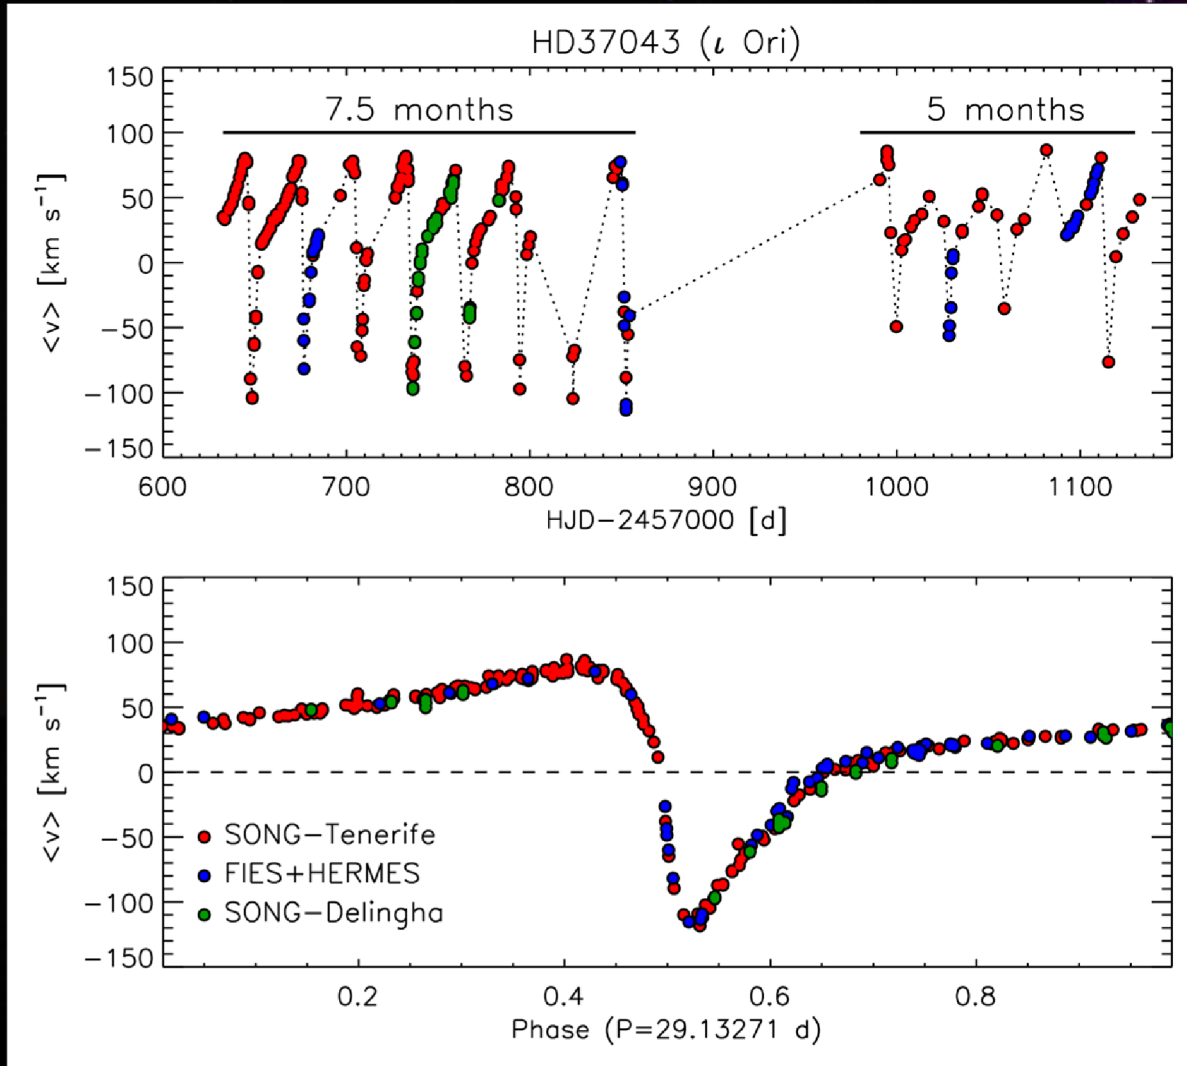 HD37043 (ι Ori)
150
7.5 months
5 months
100
50
0
−50
−100
−150
<v> [km s⁻¹]
600 700 800 900 1000 1100
HJD−2457000 [d]
150
100
50
0
−50
−100
−150
<v> [km s⁻¹]
SONG−Tenerife
FIES+HERMES
SONG−Delingha
0.2 0.4 0.6 0.8
Phase (P=29.13271 d)